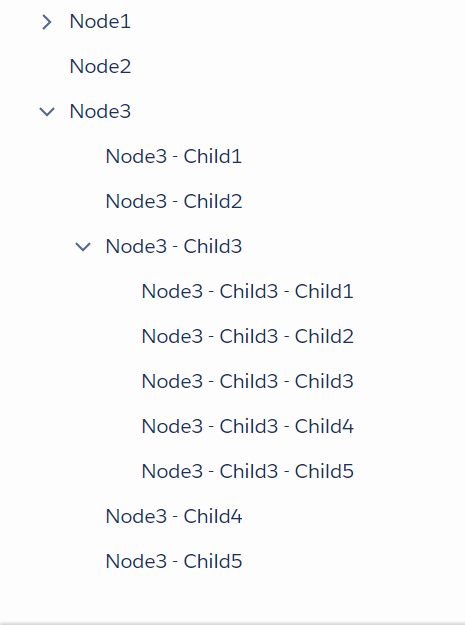 Node1
Node2
Node3
Node3 - Child1
Node3 - Child2
Node3 - Child3
Node3 - Child3 - Child1
Node3 - Child3 - Child2
Node3 - Child3 - Child3
Node3 - Child3 - Child4
Node3 - Child3 - Child5
Node3 - Child4
Node3 - Child5